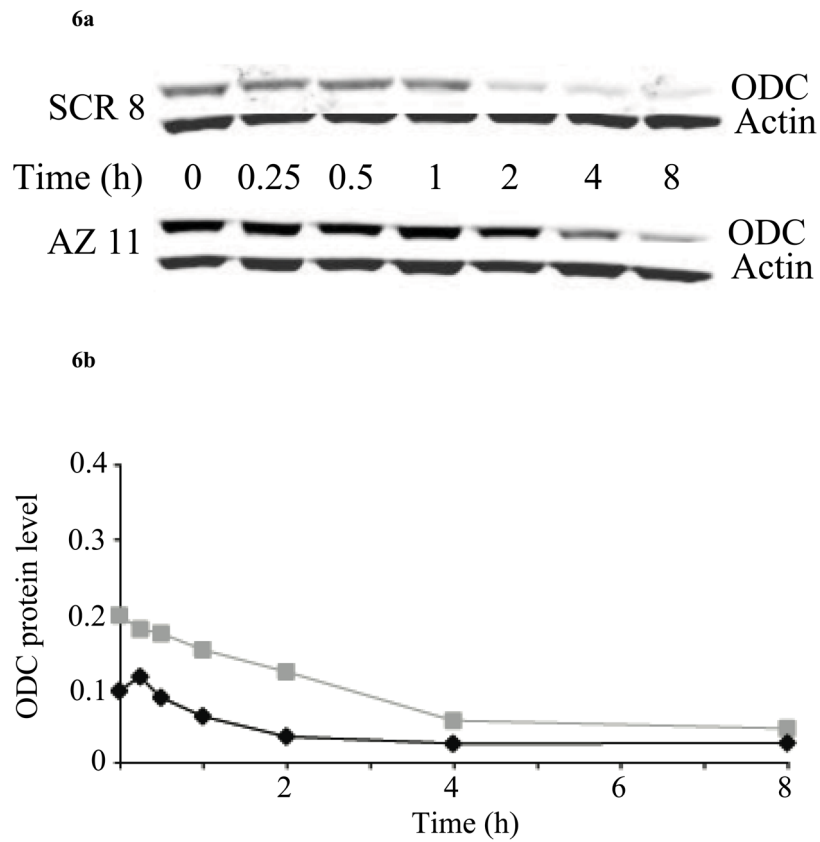 6a
SCR 8
ODC
Actin
Time (h) 0 0.25 0.5 1 2 4 8
AZ 11
ODC
Actin
6b
ODC protein level
0.4
0.3
0.2
0.1
0
2 4 6 8
Time (h)